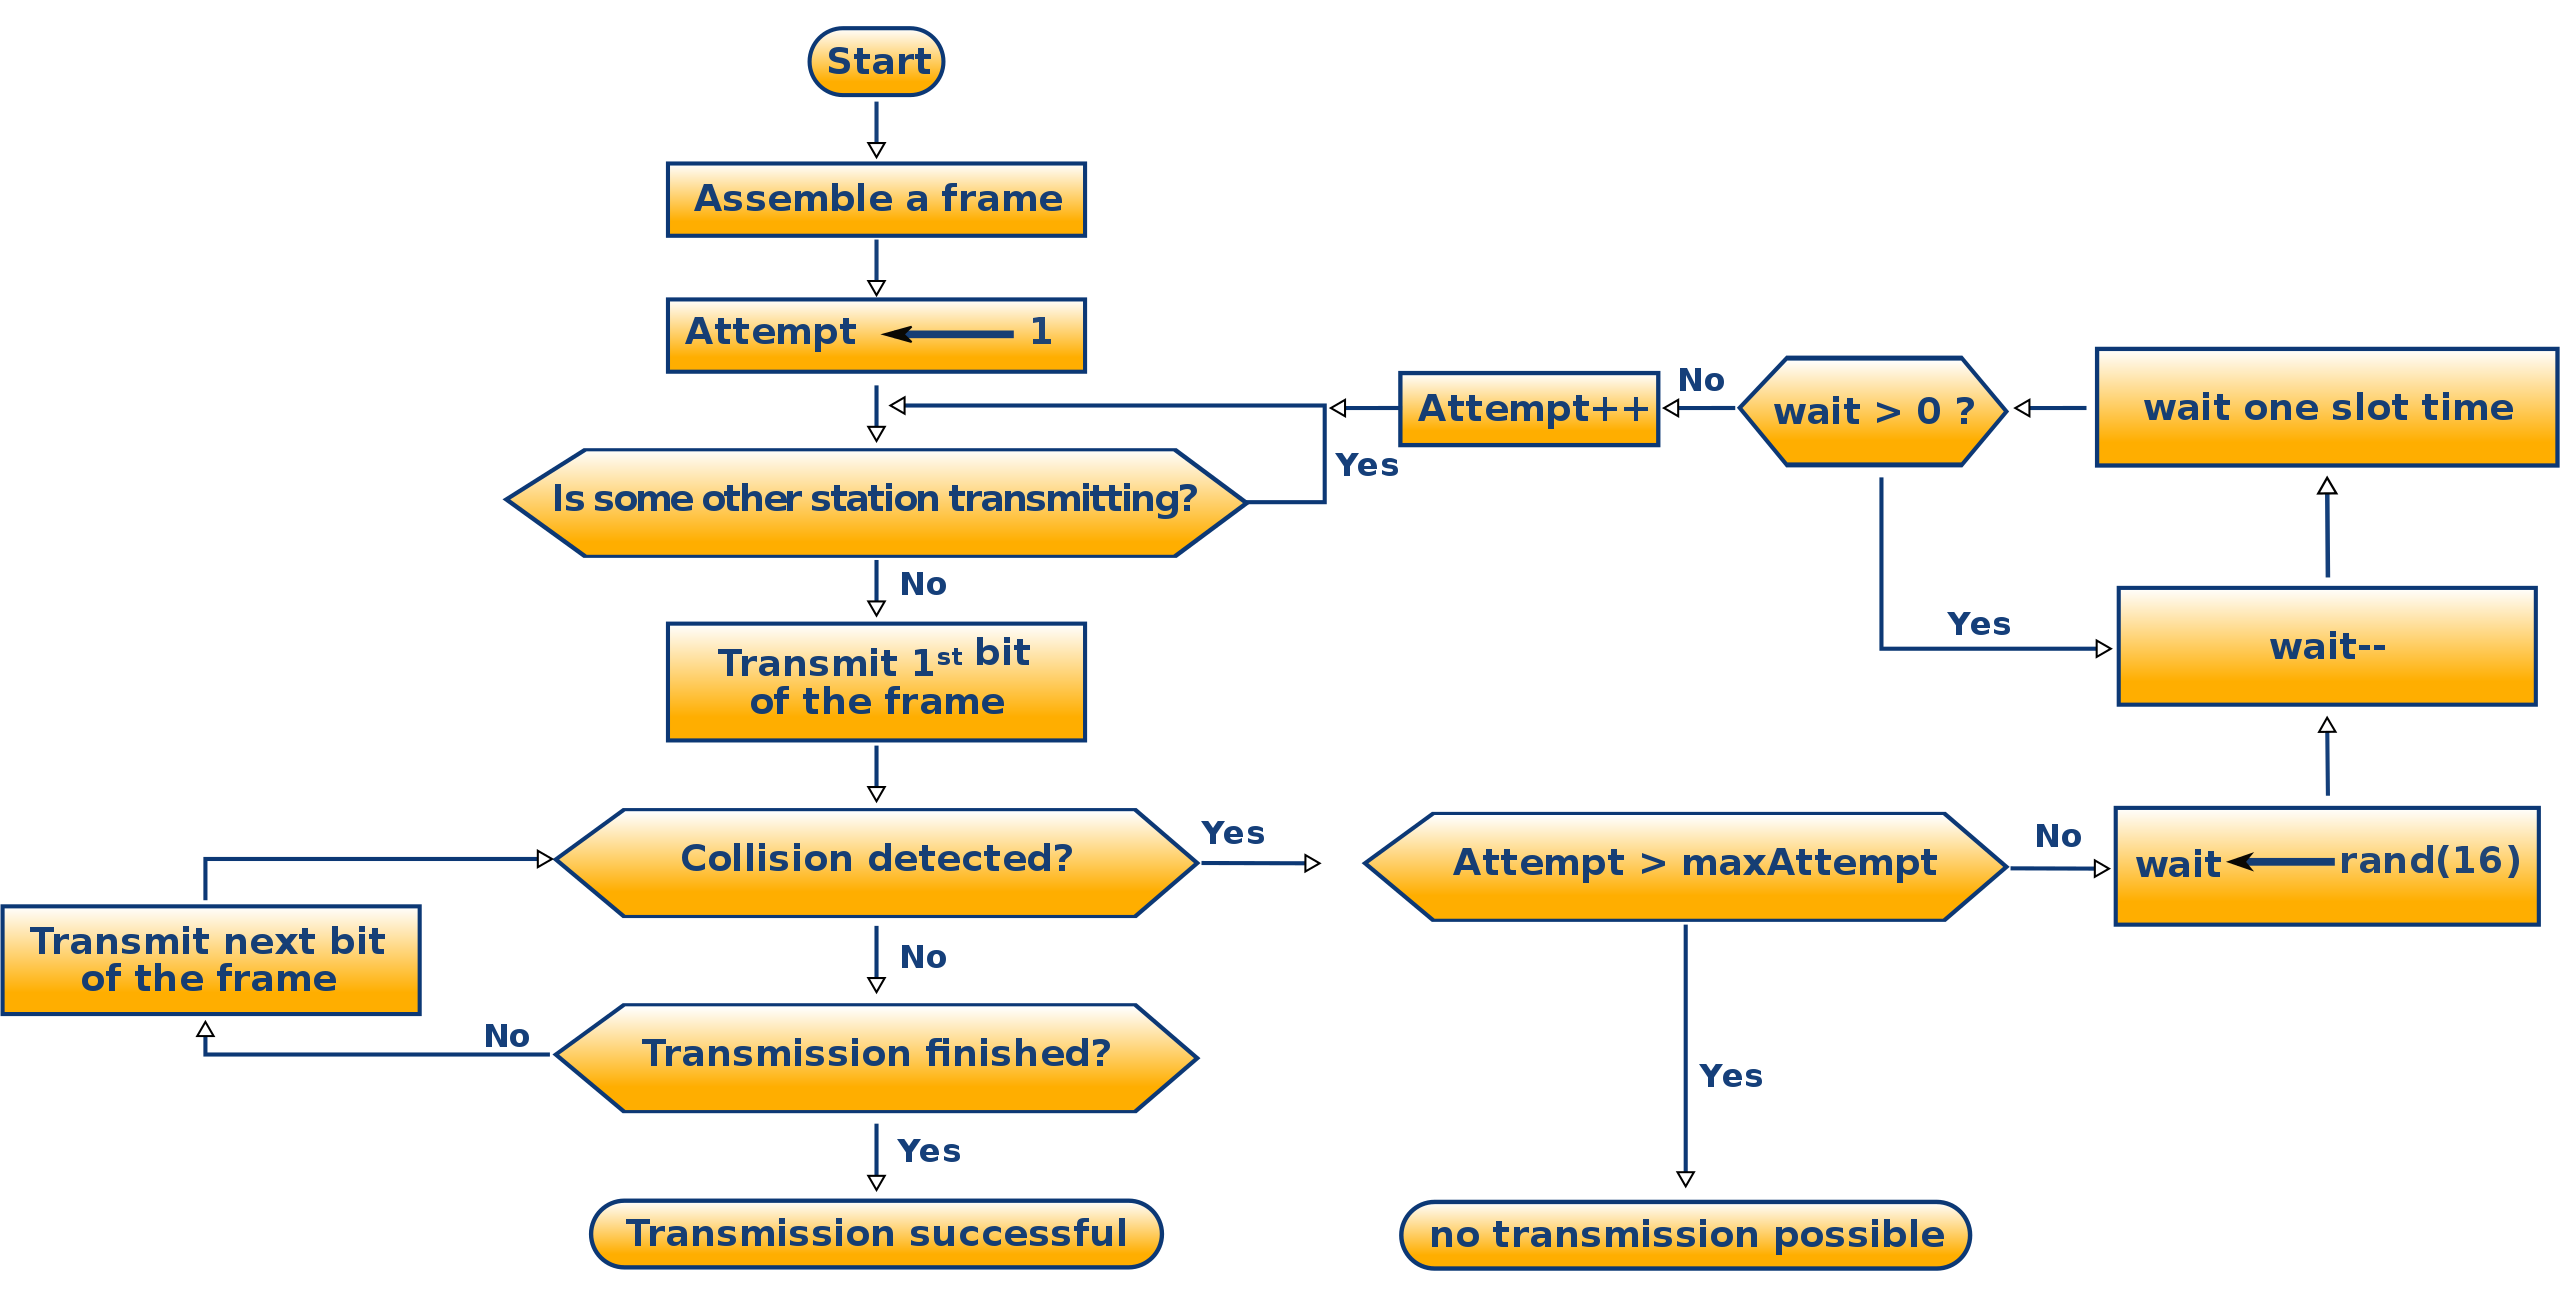 Start
Assemble a frame
Attempt 1
Attempt++
No
wait > 0 ?
wait one slot time
Yes
Is some other station transmitting?
No
Transmit 1st bit
of the frame
Yes
wait--
Collision detected?
Yes
Attempt > maxAttempt
No
wait rand(16)
Transmit next bit
of the frame
No
No
Transmission finished?
Yes
Yes
Transmission successful
no transmission possible